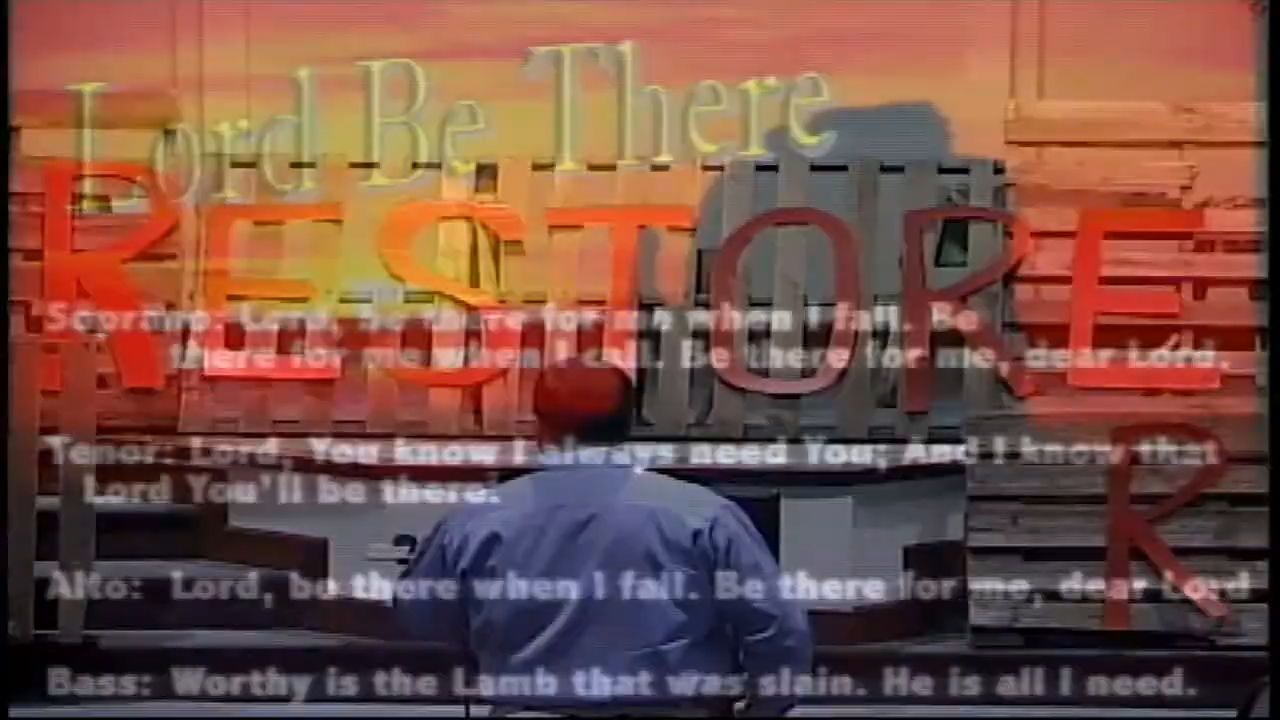 Lord Be There
RESTORE
Soprano: Lord, be there for me when I fall. Be
there for me when I call. Be there for me, dear Lord.
Tenor: Lord, You know I always need You; And I know that
Lord You'll be there.
R
Alto: Lord, be there when I fall. Be there for me, dear Lord
Bass: Worthy is the Lamb that was slain. He is all I need.